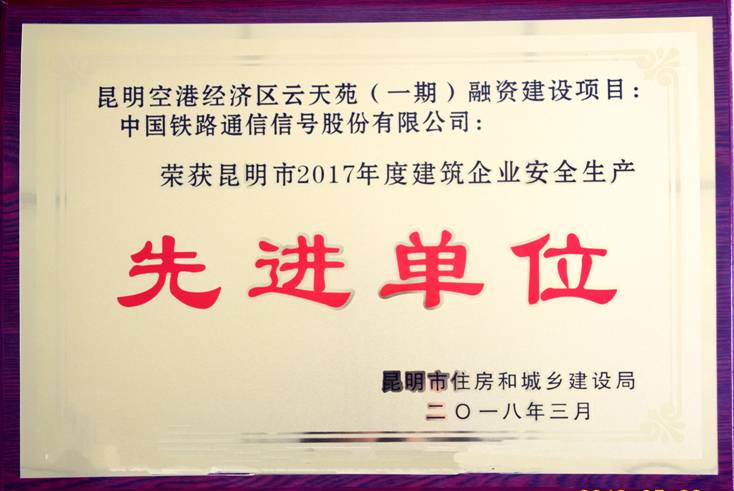 昆明空港经济区云天苑（一期）融资建设项目：
中国铁路通信信号股份有限公司：
荣获昆明市2017年度建筑企业安全生产
先进单位
昆明市住房和城乡建设局
二〇一八年三月